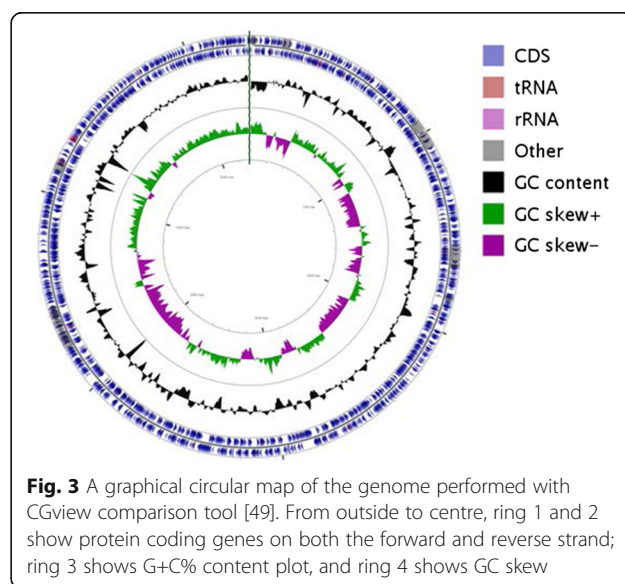 CDS
tRNA
rRNA
Other
GC content
GC skew+
GC skew−
Fig. 3 A graphical circular map of the genome performed with
CGview comparison tool [49]. From outside to centre, ring 1 and 2
show protein coding genes on both the forward and reverse strand;
ring 3 shows G+C% content plot, and ring 4 shows GC skew